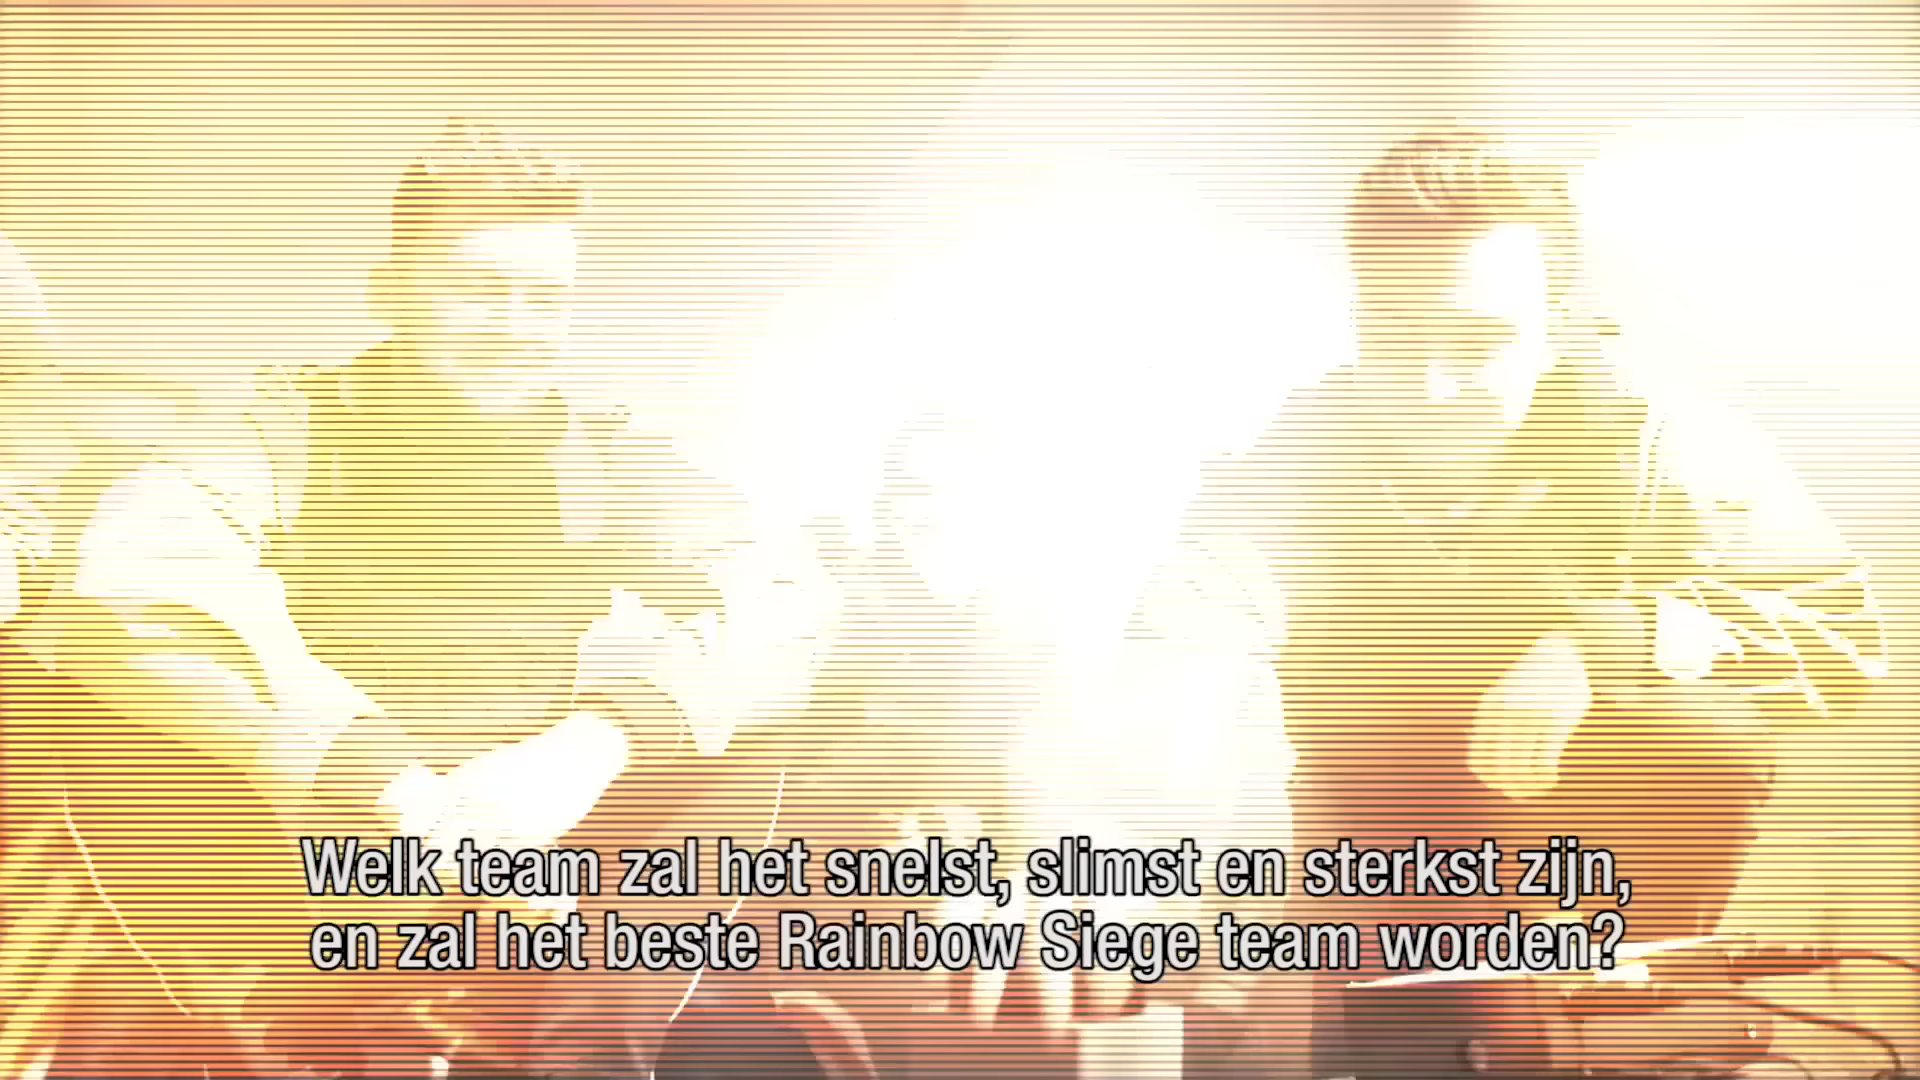 Welk team zal het snelst, slimst en sterkst zijn,
en zal het beste Rainbow Siege team worden?